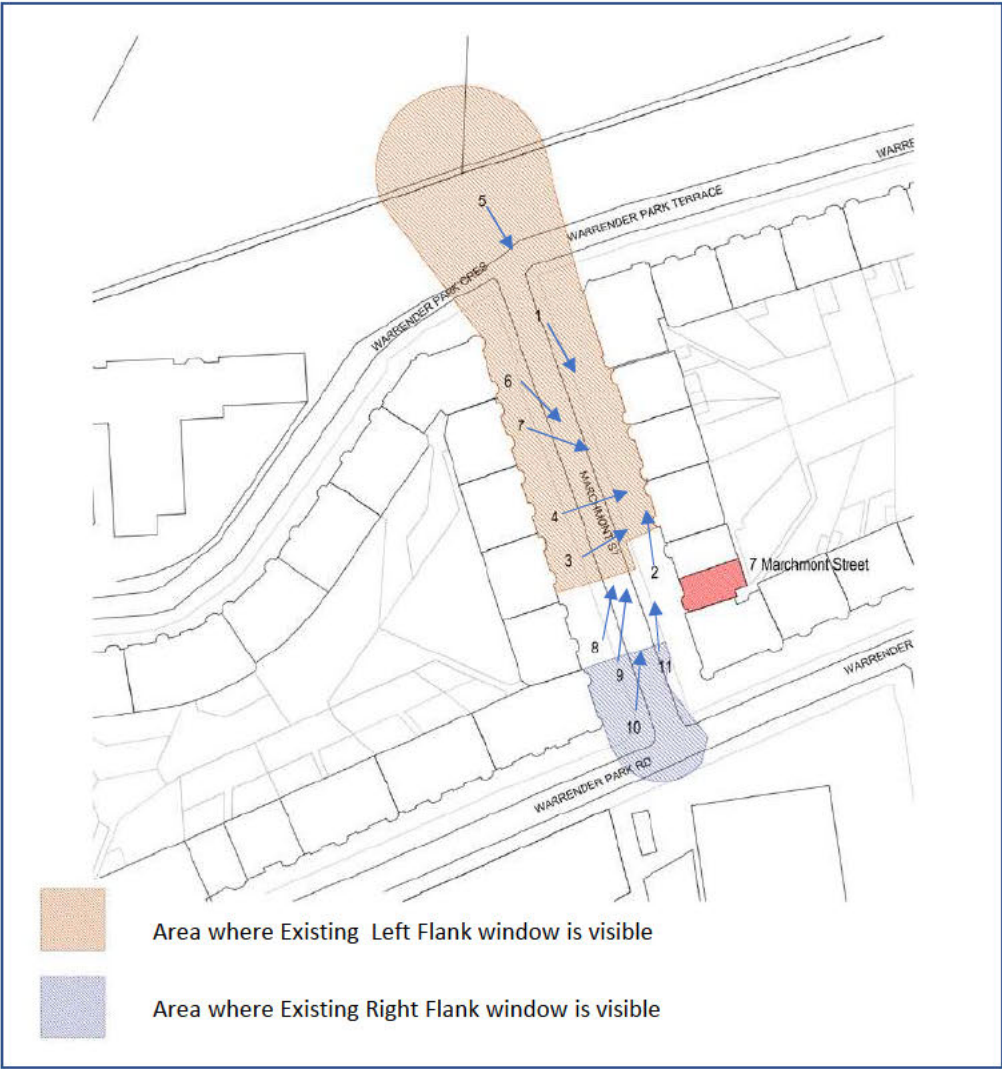 WARRE
WARRENDER PARK TERRACE
5
WARRENDER PARK CRES
1
6
7
MARCHMONT ST
4
3
2
7 Marchmont Street
8
9
11
WARRENDER
10
WARRENDER PARK RD
Area where Existing Left Flank window is visible
Area where Existing Right Flank window is visible